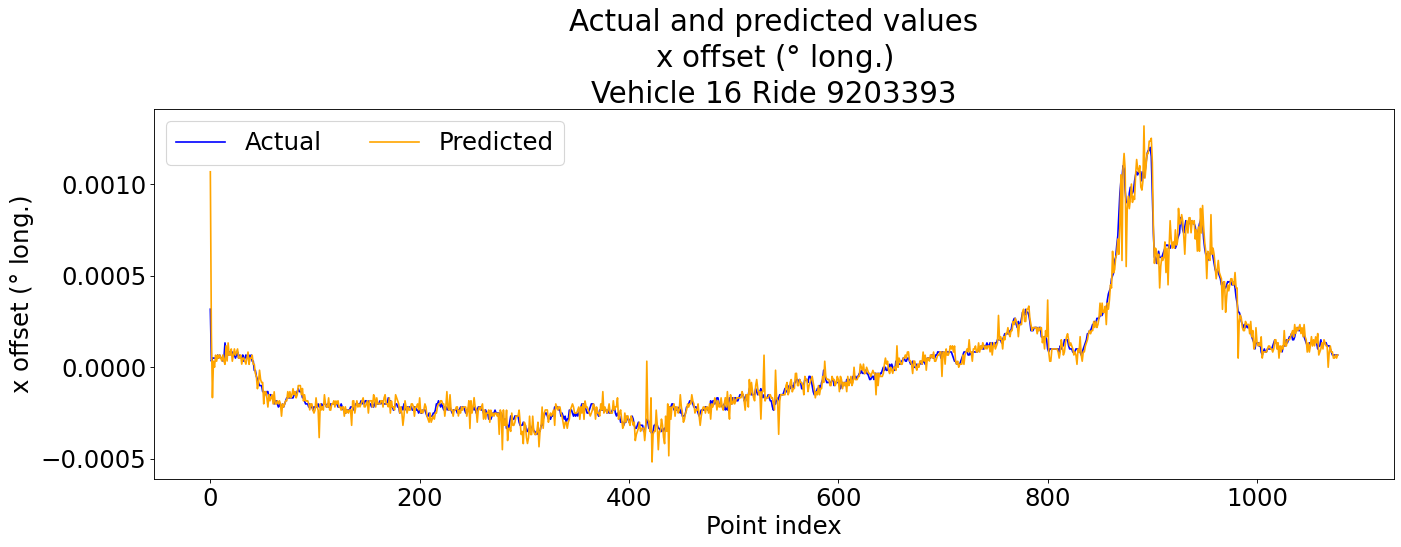 Actual and predicted values
x offset (° long.)
Vehicle 16 Ride 9203393
Actual
Predicted
x offset (° long.)
0.0010
0.0005
0.0000
−0.0005
0
200
400
600
800
1000
Point index